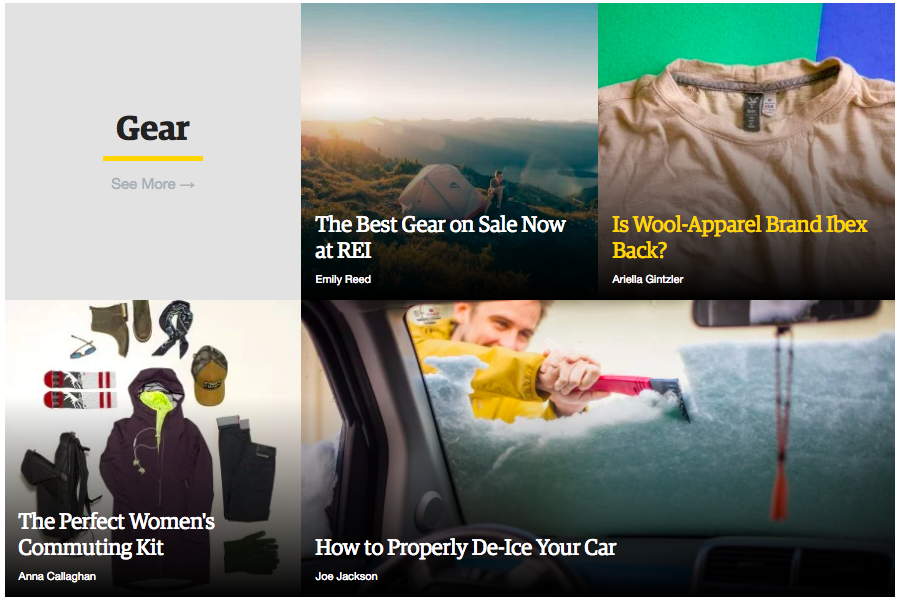 Gear
See More →
The Best Gear on Sale Now
at REI
Emily Reed
Is Wool-Apparel Brand Ibex
Back?
Ariella Gintzler
The Perfect Women's
Commuting Kit
Anna Callaghan
How to Properly De-Ice Your Car
Joe Jackson